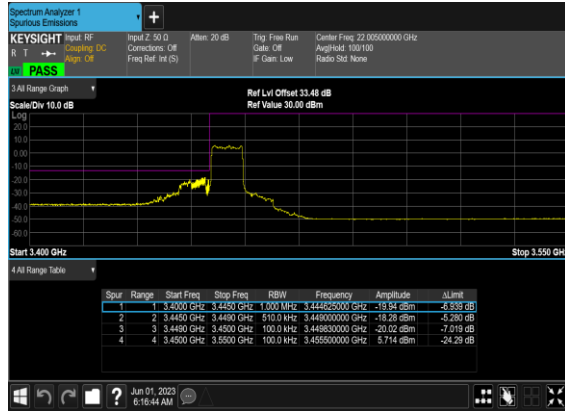 Spectrum Analyzer 1
Spurious Emissions
KEYSIGHT Input: RF Input Z: 50 Ω Atten: 20 dB Trig: Free Run Center Freq: 22.005000000 GHz
R T Coupling: DC Corrections: Off Gate: Off Avg|Hold: 100/100
Align: Off Freq Ref: Int (S) IF Gain: Low Radio Std: None
PASS
3 All Range Graph
Ref Lvl Offset 33.48 dB
Scale/Div 10.0 dB Ref Value 30.00 dBm
Log
20.0
10.0
0.00
-10.0
-20.0
-30.0
-40.0
-50.0
-60.0
Start 3.400 GHz Stop 3.550 GHz
4 All Range Table
Spur Range Start Freq Stop Freq RBW Frequency Amplitude ΔLimit
1 1 3.4000 GHz 3.4450 GHz 1.000 MHz 3.444625000 GHz -19.94 dBm -6.939 dB
2 2 3.4450 GHz 3.4490 GHz 510.0 kHz 3.449000000 GHz -18.28 dBm -5.280 dB
3 3 3.4490 GHz 3.4500 GHz 100.0 kHz 3.449830000 GHz -20.02 dBm -7.019 dB
4 4 3.4500 GHz 3.5500 GHz 100.0 kHz 3.455500000 GHz 5.714 dBm -24.29 dB
Jun 01, 2023
6:16:44 AM